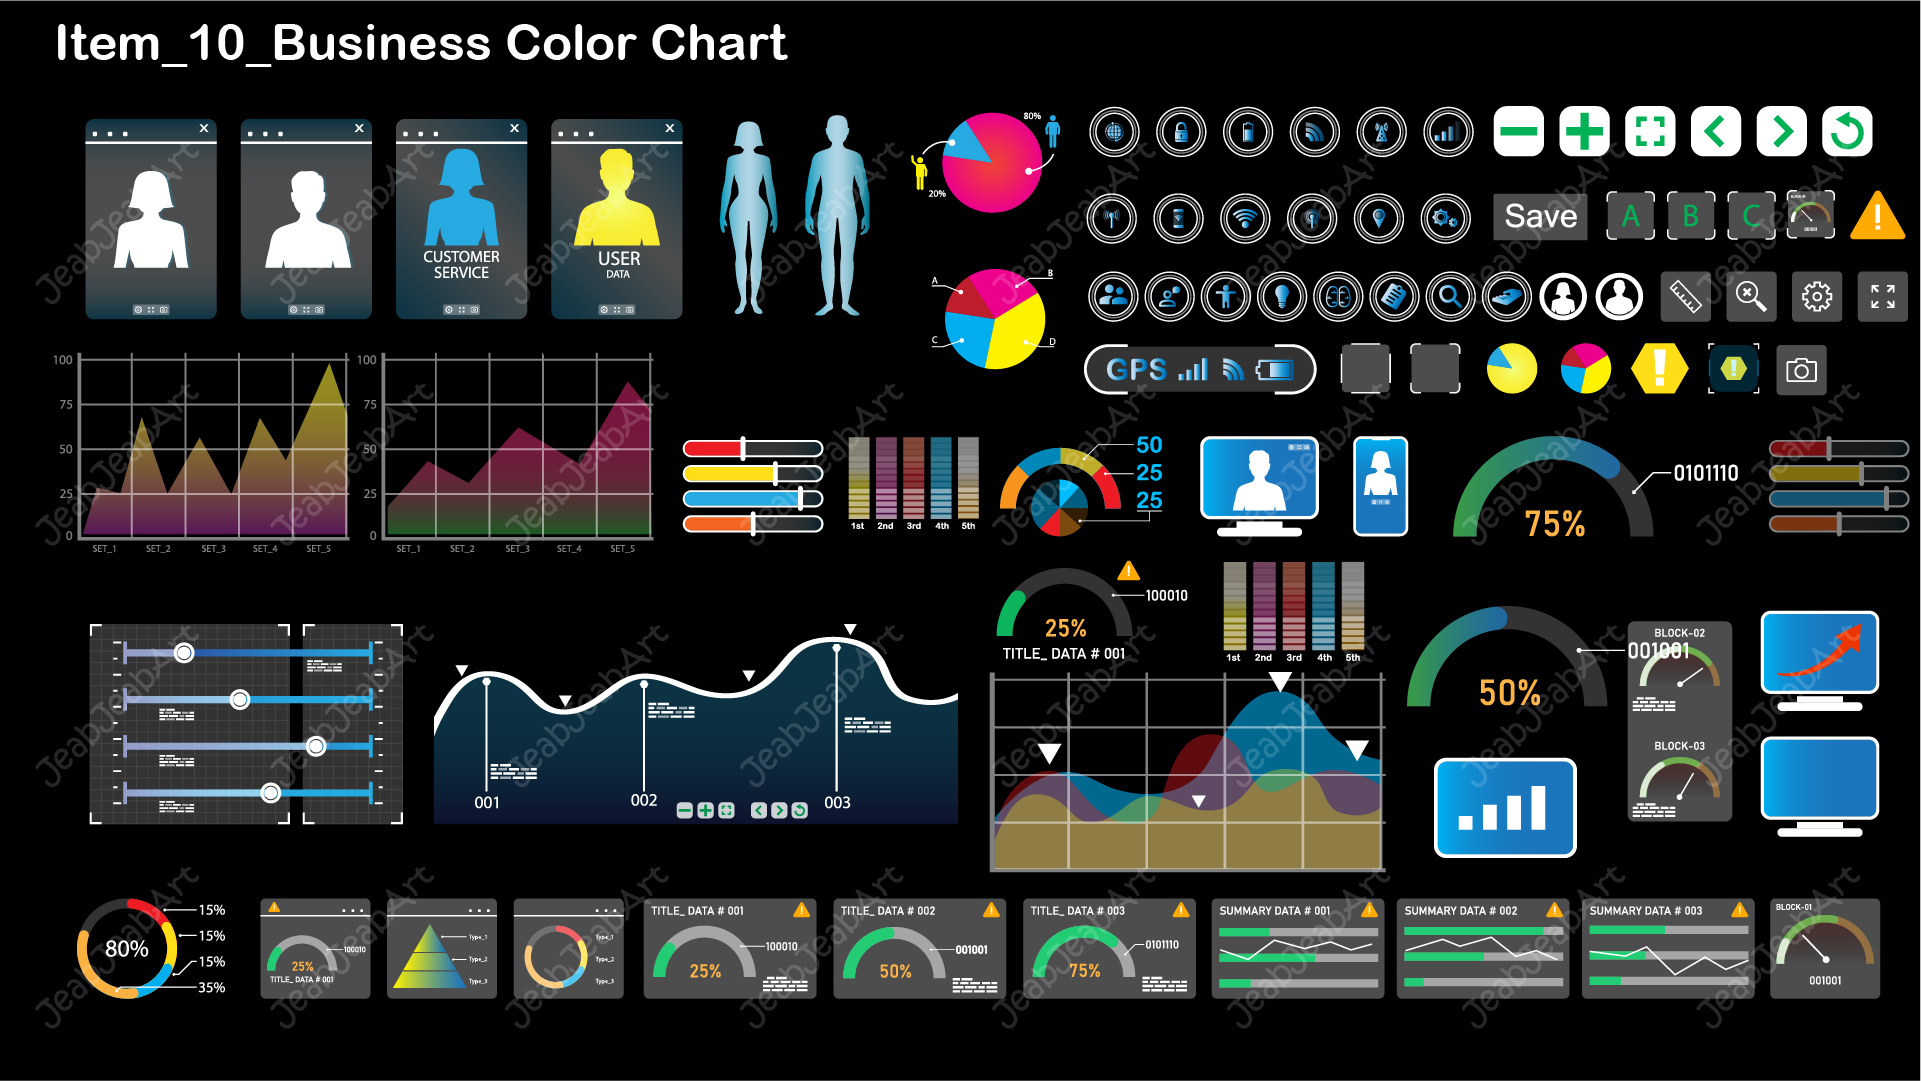 Item_10_Business Color Chart
x
x
x
CUSTOMER
SERVICE
x
USER
DATA
80%
20%
Save
A
B
C
BLOCK-01
001001
A
B
C
D
GPS
100
75
50
25
0
SET_1
SET_2
SET_3
SET_4
SET_5
100
75
50
25
0
SET_1
SET_2
SET_3
SET_4
SET_5
1st
2nd
3rd
4th
5th
50
25
25
75%
0101110
25%
100010
TITLE_ DATA # 001
1st
2nd
3rd
4th
5th
50%
001001
BLOCK-02
BLOCK-03
001
002
003
80%
15%
15%
15%
35%
25%
100010
TITLE_ DATA # 001
Type_1
Type_2
Type_3
Type_1
Type_2
Type_3
TITLE_ DATA # 001
25%
100010
TITLE_ DATA # 002
50%
001001
TITLE_ DATA # 003
75%
0101110
SUMMARY DATA # 001
SUMMARY DATA # 002
SUMMARY DATA # 003
BLOCK-01
001001
JeabJeabArt